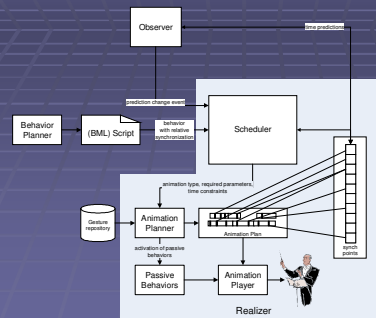 Observer
time predictions
prediction change event
Behavior
Planner
(BML) Script
behavior
with relative
synchronization
Scheduler
animation type, required parameters,
time constraints
Gesture
repository
Animation
Planner
Animation Plan
synch
points
activation of passive
behaviors
Passive
Behaviors
Animation
Player
Realizer